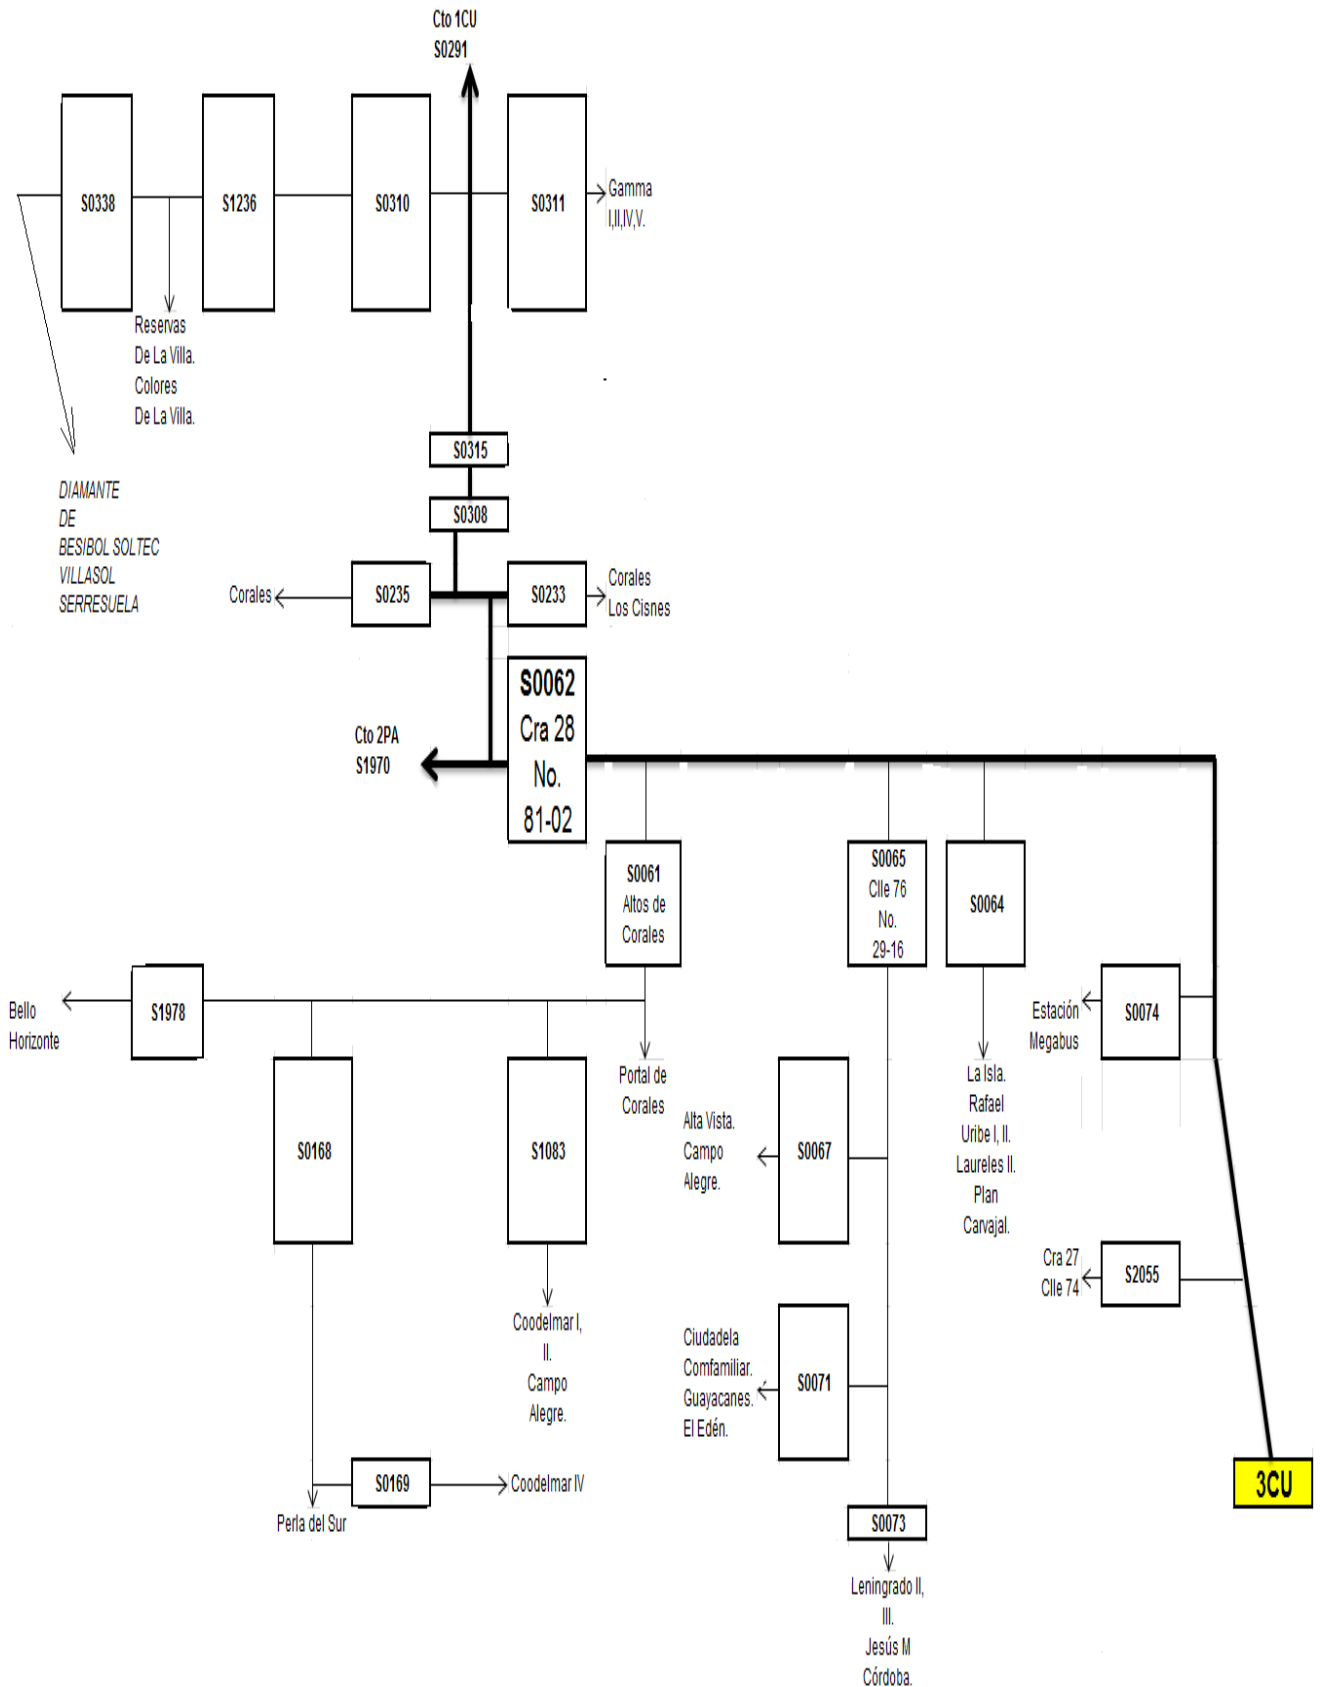 Cto 1CU
S0291
S0338
S1236
S0310
S0311
Gamma
I,II,IV,V.
Reservas
De La Villa.
Colores
De La Villa.
S0315
DIAMANTE
DE
BESIBOL SOLTEC
VILLASOL
SERRESUELA
S0308
Corales
S0235
S0233
Corales
Los Cisnes
S0062
Cra 28
No.
81-02
Cto 2PA
S1970
S0061
Altos de
Corales
S0065
Clle 76
No.
29-16
S0064
Bello
Horizonte
S1978
Estación
Megabus
S0074
Portal de
Corales
S0168
S1083
Alta Vista.
Campo
Alegre.
S0067
La Isla.
Rafael
Uribe I, II.
Laureles II.
Plan
Carvajal.
Cra 27
Clle 74
S2055
Coodelmar I,
II.
Campo
Alegre.
Ciudadela
Comfamiliar.
Guayacanes.
El Edén.
S0071
S0169
Coodelmar IV
Perla del Sur
3CU
S0073
Leningrado II,
III.
Jesús M
Córdoba.